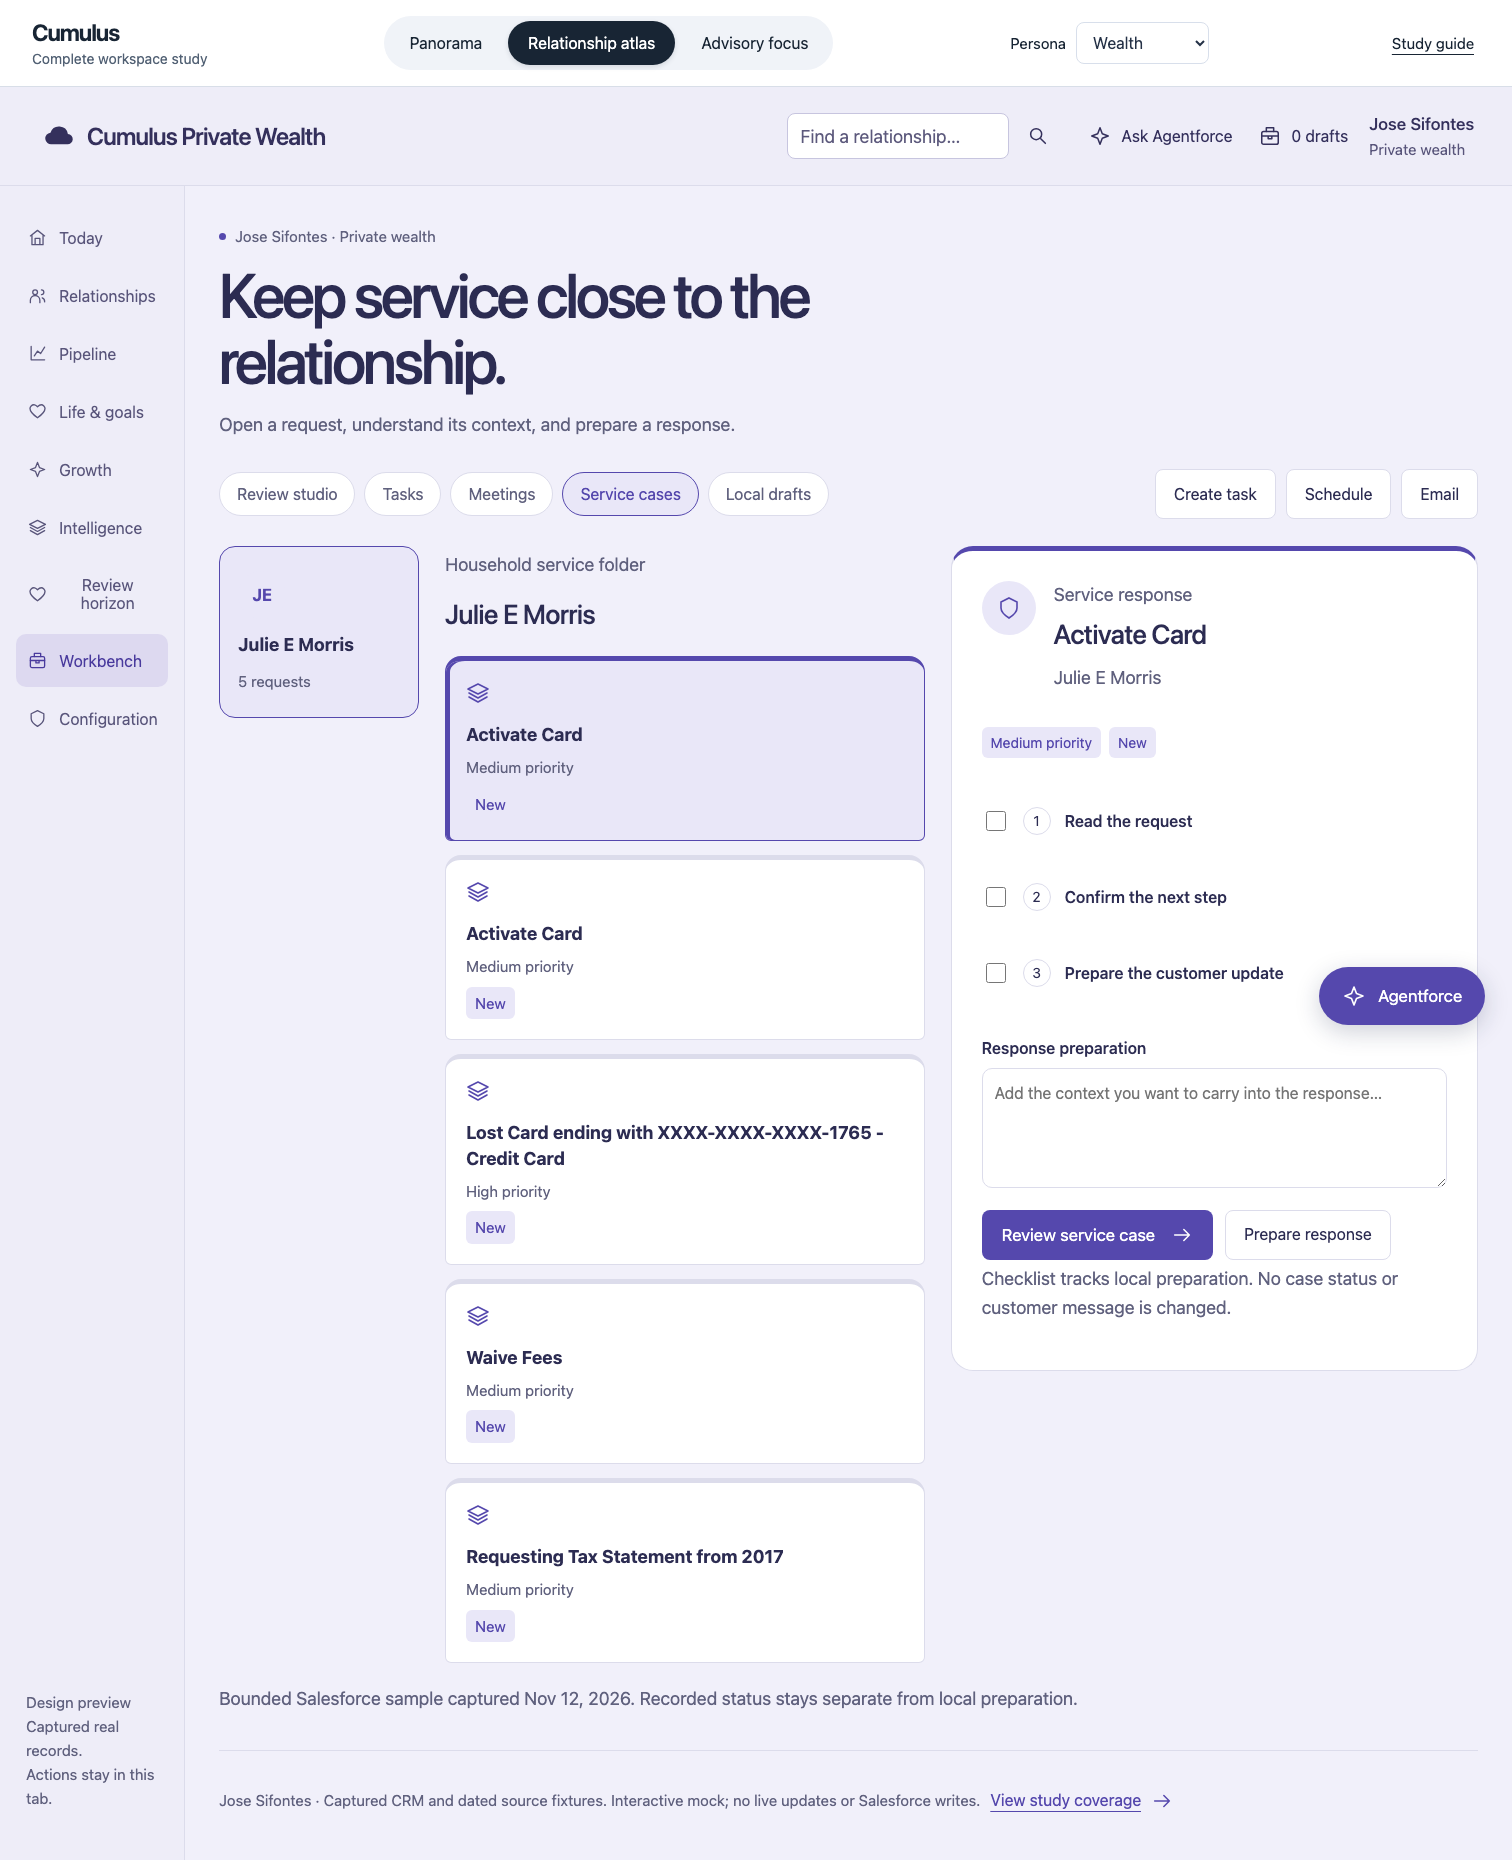 Cumulus
Complete workspace study
Panorama
Relationship atlas
Advisory focus
Persona
Wealth
Study guide
Cumulus Private Wealth
Find a relationship...
Ask Agentforce
0 drafts
Jose Sifontes
Private wealth
Today
Relationships
Pipeline
Life & goals
Growth
Intelligence
Review
horizon
Workbench
Configuration
Design preview
Captured real
records.
Actions stay in this
tab.
Jose Sifontes · Private wealth
Keep service close to the
relationship.
Open a request, understand its context, and prepare a response.
Review studio
Tasks
Meetings
Service cases
Local drafts
Create task
Schedule
Email
JE
Julie E Morris
5 requests
Household service folder
Julie E Morris
Activate Card
Medium priority
New
Activate Card
Medium priority
New
Lost Card ending with XXXX-XXXX-XXXX-1765 -
Credit Card
High priority
New
Waive Fees
Medium priority
New
Requesting Tax Statement from 2017
Medium priority
New
Service response
Activate Card
Julie E Morris
Medium priority
New
1 Read the request
2 Confirm the next step
3 Prepare the customer update
Agentforce
Response preparation
Add the context you want to carry into the response...
Review service case
Prepare response
Checklist tracks local preparation. No case status or
customer message is changed.
Bounded Salesforce sample captured Nov 12, 2026. Recorded status stays separate from local preparation.
Jose Sifontes · Captured CRM and dated source fixtures. Interactive mock; no live updates or Salesforce writes. View study coverage